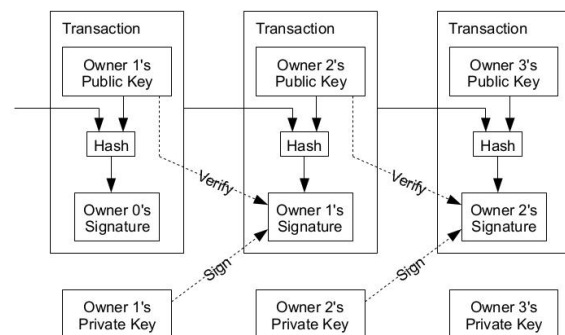 Transaction
Owner 1's
Public Key
Hash
Owner 0's
Signature
Transaction
Owner 2's
Public Key
Hash
Verify
Owner 1's
Signature
Transaction
Owner 3's
Public Key
Hash
Verify
Owner 2's
Signature
Sign
Sign
Owner 1's
Private Key
Owner 2's
Private Key
Owner 3's
Private Key